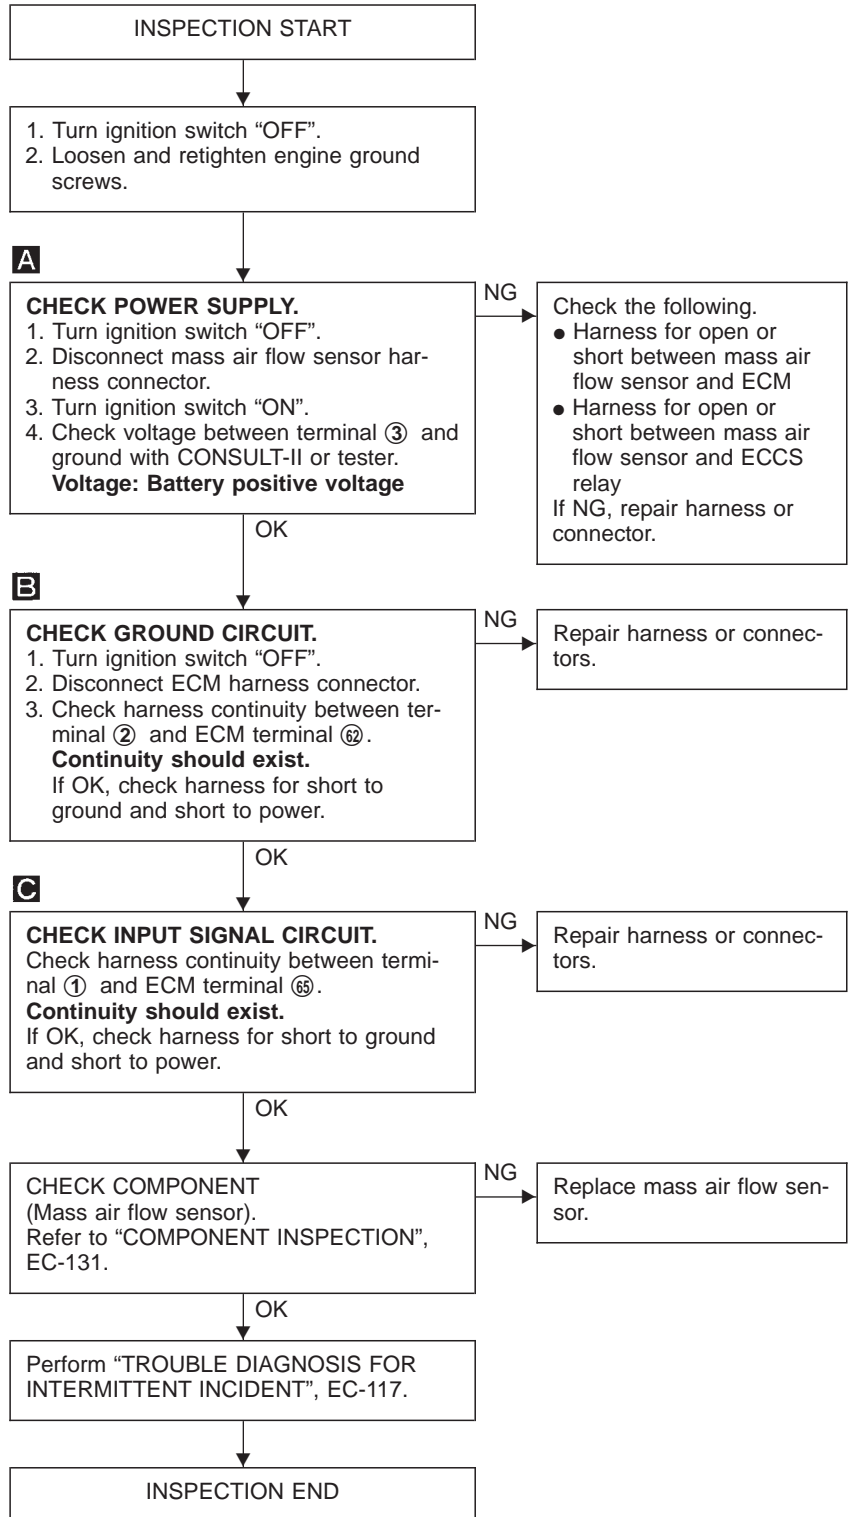 INSPECTION START
1. Turn ignition switch “OFF”.
2. Loosen and retighten engine ground
screws.
A
CHECK POWER SUPPLY.
1. Turn ignition switch “OFF”.
2. Disconnect mass air flow sensor har-
ness connector.
3. Turn ignition switch “ON”.
4. Check voltage between terminal ③ and
ground with CONSULT-II or tester.
Voltage: Battery positive voltage
NG
Check the following.
● Harness for open or
short between mass air
flow sensor and ECM
● Harness for open or
short between mass air
flow sensor and ECCS
relay
If NG, repair harness or
connector.
OK
B
CHECK GROUND CIRCUIT.
1. Turn ignition switch “OFF”.
2. Disconnect ECM harness connector.
3. Check harness continuity between ter-
minal ② and ECM terminal 62.
Continuity should exist.
If OK, check harness for short to
ground and short to power.
NG
Repair harness or connec-
tors.
OK
C
CHECK INPUT SIGNAL CIRCUIT.
Check harness continuity between termi-
nal ① and ECM terminal 65.
Continuity should exist.
If OK, check harness for short to ground
and short to power.
NG
Repair harness or connec-
tors.
OK
CHECK COMPONENT
(Mass air flow sensor).
Refer to “COMPONENT INSPECTION”,
EC-131.
NG
Replace mass air flow sen-
sor.
OK
Perform “TROUBLE DIAGNOSIS FOR
INTERMITTENT INCIDENT”, EC-117.
INSPECTION END